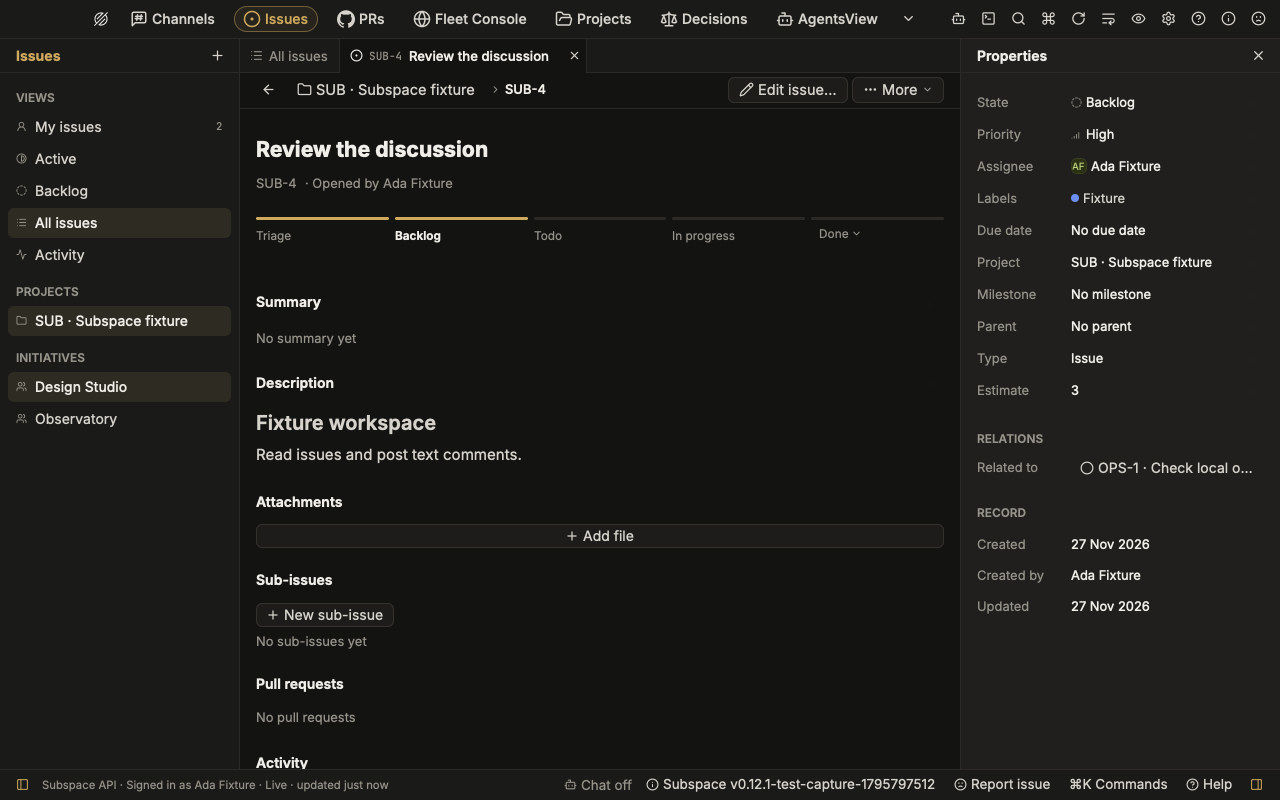 Channels Issues PRs Fleet Console Projects Decisions AgentsView
Issues
VIEWS
My issues 2
Active
Backlog
All issues
Activity
PROJECTS
SUB · Subspace fixture
INITIATIVES
Design Studio
Observatory
All issues SUB-4 Review the discussion
SUB · Subspace fixture SUB-4 Edit issue... More
Review the discussion
SUB-4 · Opened by Ada Fixture
Triage Backlog Todo In progress Done
Summary
No summary yet
Description
Fixture workspace
Read issues and post text comments.
Attachments
Add file
Sub-issues
New sub-issue
No sub-issues yet
Pull requests
No pull requests
Activity
Properties
State Backlog
Priority High
Assignee AF Ada Fixture
Labels Fixture
Due date No due date
Project SUB · Subspace fixture
Milestone No milestone
Parent No parent
Type Issue
Estimate 3
RELATIONS
Related to OPS-1 · Check local o...
RECORD
Created 27 Nov 2026
Created by Ada Fixture
Updated 27 Nov 2026
Subspace API · Signed in as Ada Fixture · Live · updated just now Chat off Subspace v0.12.1-test-capture-1795797512 Report issue ⌘K Commands Help